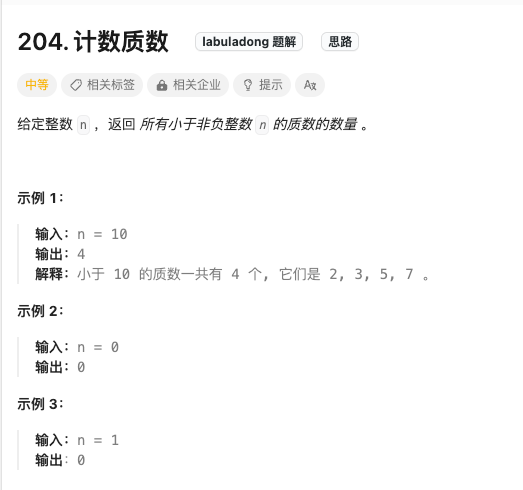 204. 计数质数 labuladong 题解 思路
中等 相关标签 相关企业 提示 Aχ
给定整数 n ，返回 所有小于非负整数 n 的质数的数量 。
示例 1：
输入：n = 10
输出：4
解释：小于 10 的质数一共有 4 个, 它们是 2, 3, 5, 7 。
示例 2：
输入：n = 0
输出：0
示例 3：
输入：n = 1
输出：0